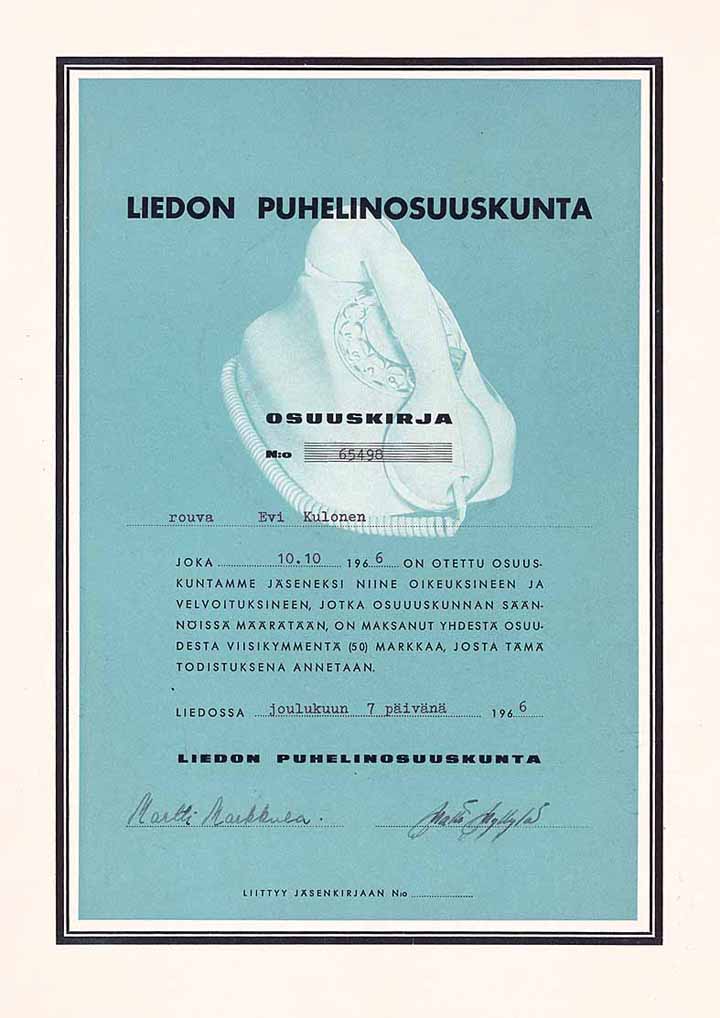 LIEDON PUHELINOSUUSKUNTA
OSUUSKIRJA
N:o 65498
rouva Evi Kulonen
JOKA 10.10 1966 ON OTETTU OSUUS-
KUNTAMME JÄSENEKSI NIINE OIKEUKSINEEN JA
VELVOITUKSINEEN, JOTKA OSUUUSKUNNAN SÄÄN-
NÖISSÄ MÄÄRÄTÄÄN, ON MAKSANUT YHDESTÄ OSUU-
DESTA VIISIKYMMENTÄ (50) MARKKAA, JOSTA TÄMÄ
TODISTUKSENA ANNETAAN.
LIEDOSSA joulukuun 7 päivänä 1966
LIEDON PUHELINOSUUSKUNTA
Martti Markkula.
LIITTYY JÄSENKIRJAAN N:o